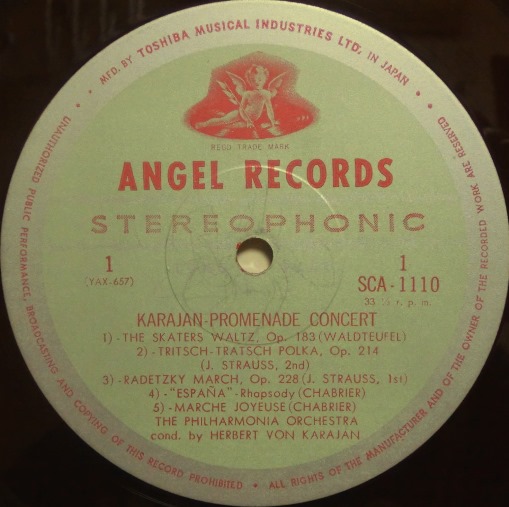 MFD. BY TOSHIBA MUSICAL INDUSTRIES LTD. IN JAPAN
REGD TRADE MARK
ANGEL RECORDS
STEREOPHONIC
1
(YAX-657)
1
SCA-1110
33 ⅓ r. p. m.
KARAJAN-PROMENADE CONCERT
1)-THE SKATERS WALTZ, Op. 183 (WALDTEUFEL)
2)-TRITSCH-TRATSCH POLKA, Op. 214
(J. STRAUSS, 2nd)
3)-RADETZKY MARCH, Op. 228 (J. STRAUSS, 1st)
4)-"ESPAÑA"-Rhapsody (CHABRIER)
5)-MARCHE JOYEUSE (CHABRIER)
THE PHILHARMONIA ORCHESTRA
cond. by HERBERT VON KARAJAN
UNAUTHORIZED PUBLIC PERFORMANCE, BROADCASTING AND COPYING OF THIS RECORD PROHIBITED • ALL RIGHTS OF THE MANUFACTURER AND OF THE OWNER OF THE RECORDED WORK ARE RESERVED